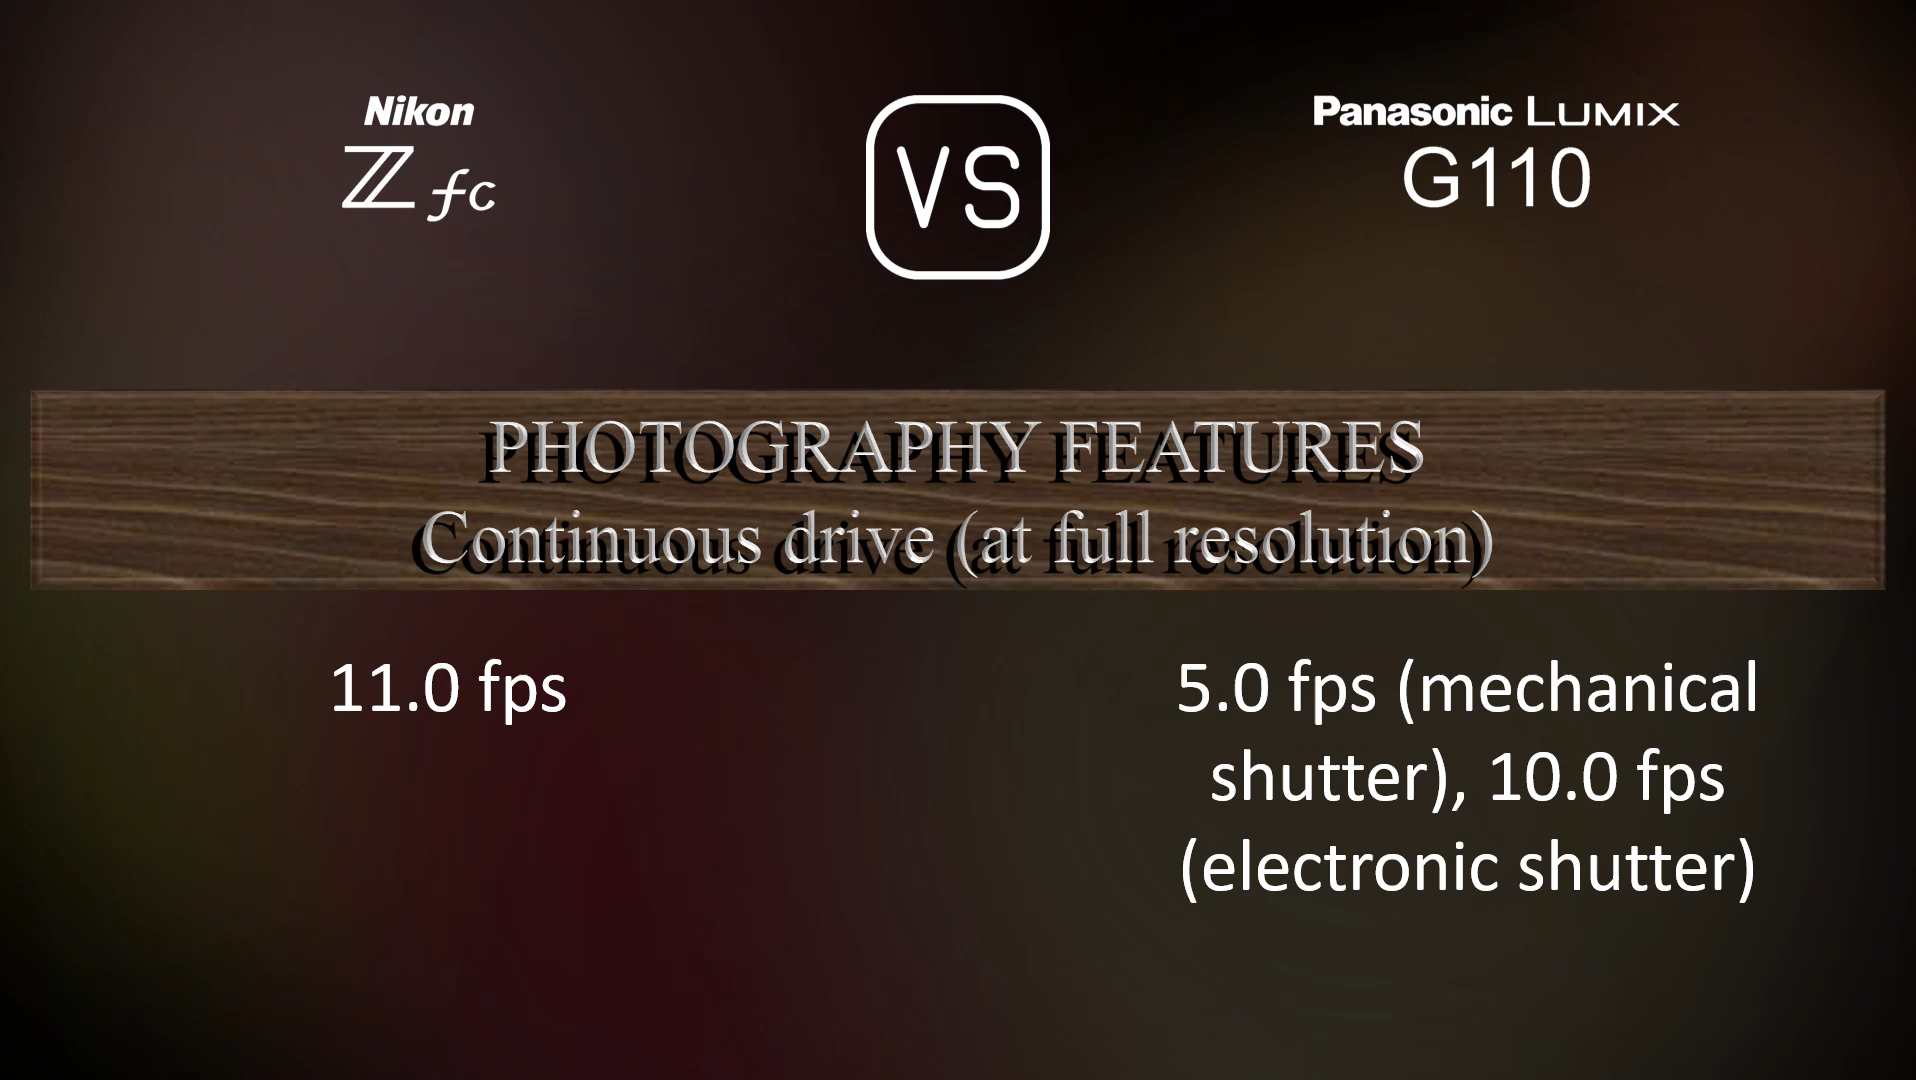 Nikon
Z fc
VS
Panasonic LUMIX
G110
PHOTOGRAPHY FEATURES
Continuous drive (at full resolution)
11.0 fps
5.0 fps (mechanical
shutter), 10.0 fps
(electronic shutter)